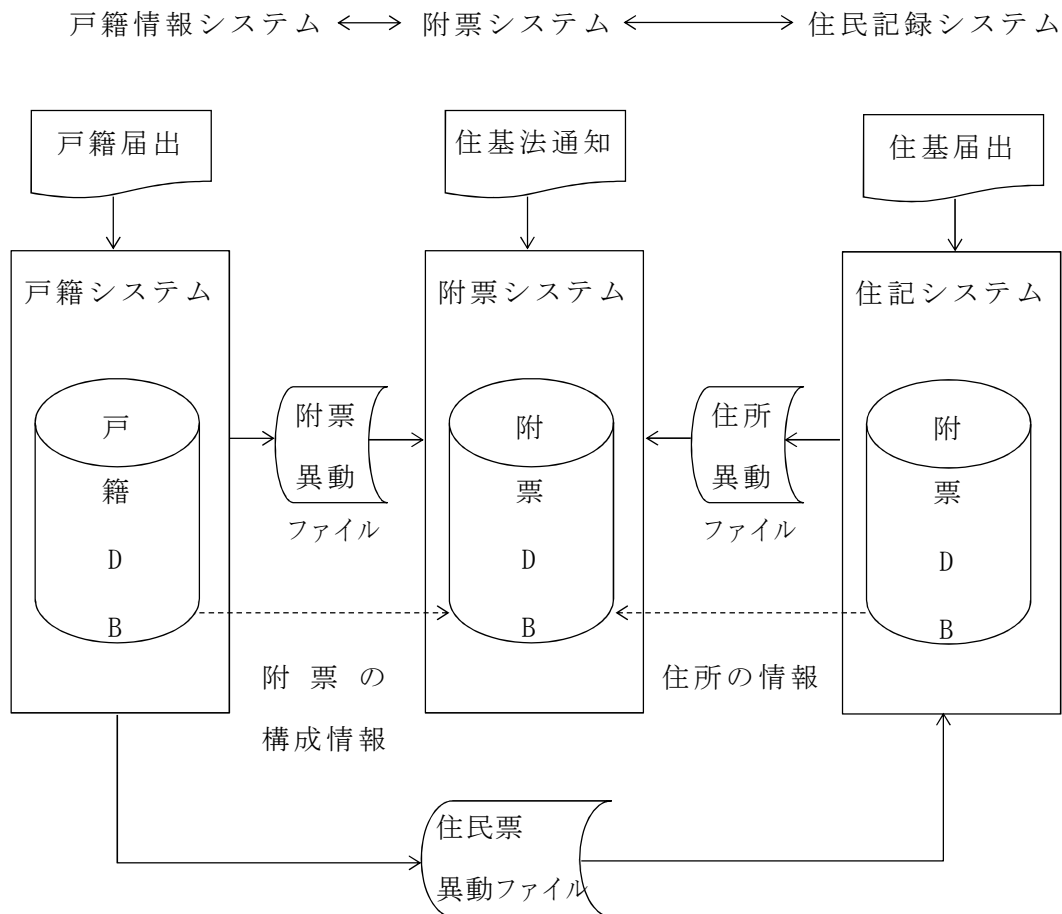 戸籍情報システム ⟷ 附票システム ⟷ 住民記録システム
戸籍届出
住基法通知
住基届出
戸籍システム
附票システム
住記システム
戸
籍
D
B
附票
異動
ファイル
附
票
D
B
住所
異動
ファイル
附
票
D
B
附票の
構成情報
住所の情報
住民票
異動ファイル